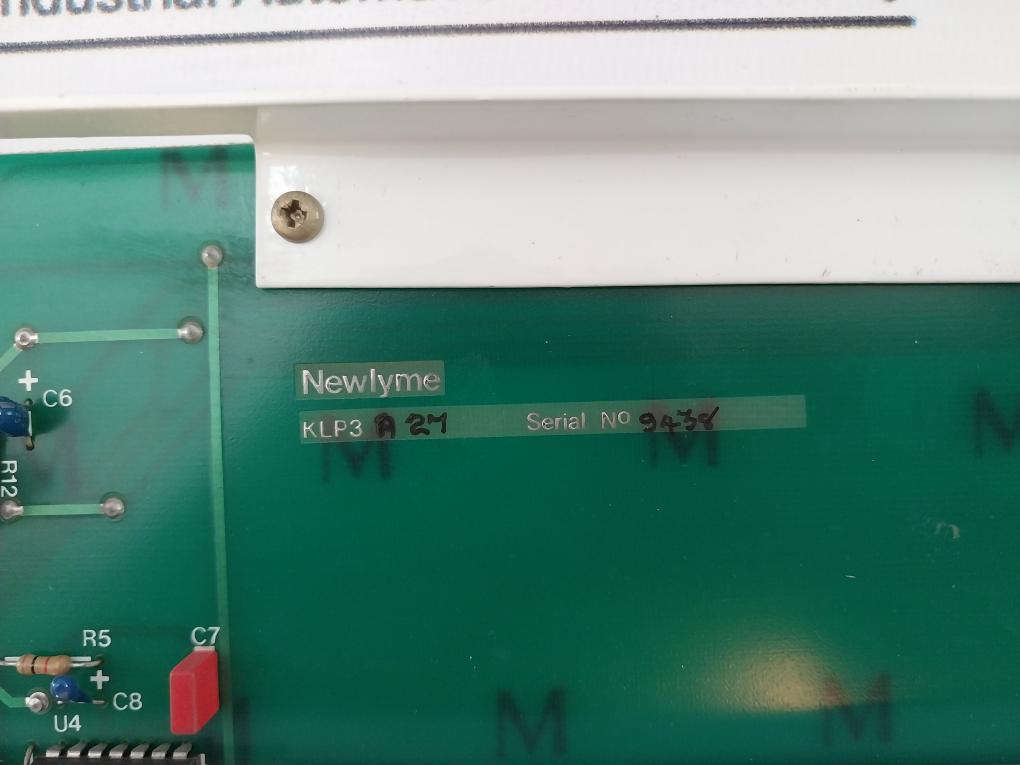 Newlyme
KLP3 A 27 Serial No 9438
C6
R12
R5
C7
C8
U4
M
M
M
M
M
M